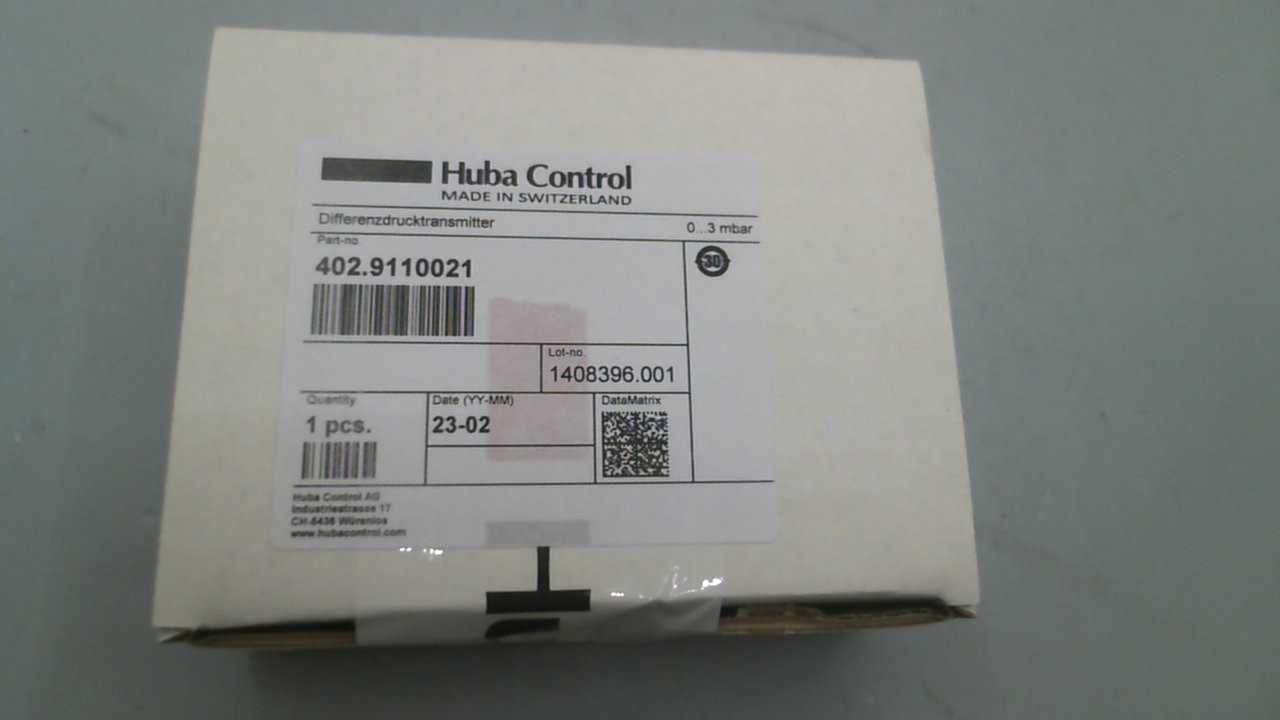 Huba Control
MADE IN SWITZERLAND
Differenzdrucktransmitter
0...3 mbar
Part-no.
402.9110021
30
Lot-no.
1408396.001
Quantity
1 pcs.
Date (YY-MM)
23-02
DataMatrix
Huba Control AG
Industriestrasse 17
CH-5436 Würenlos
www.hubacontrol.com